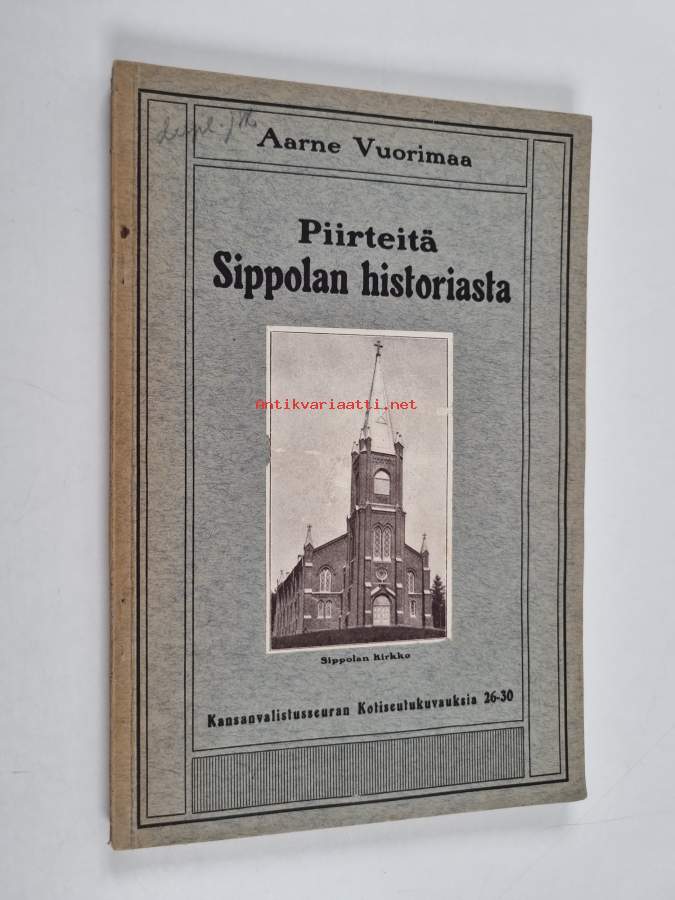 Aarne Vuorimaa
Piirteitä
Sippolan historiasta
Antikvariaatti.net
Sippolan kirkko
Kansanvalistusseuran Kotiseutukuvauksia 26-30